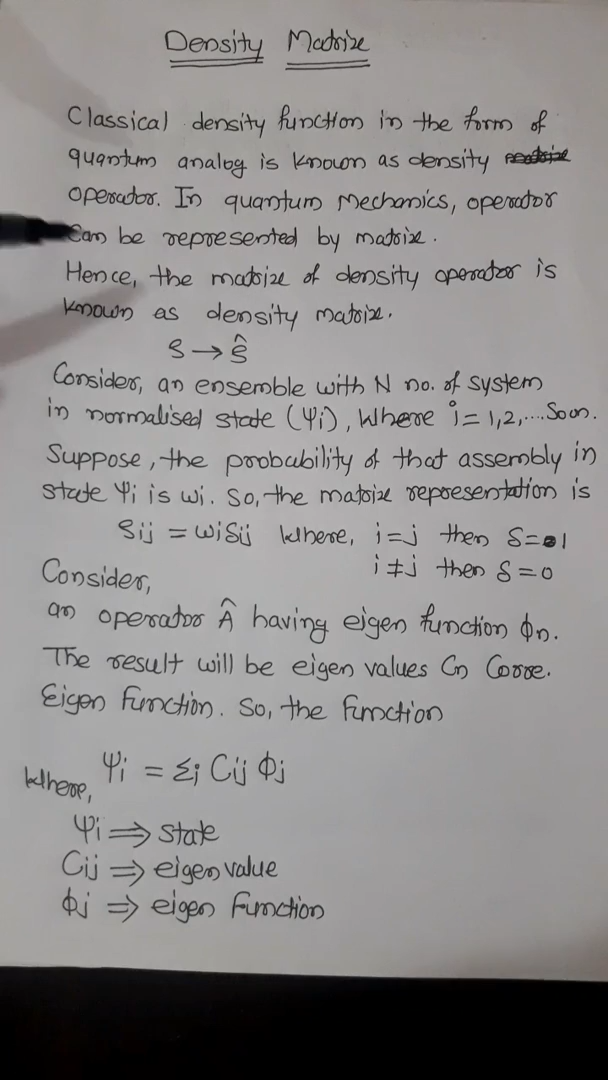 Density Matrix
Classical density function in the form of
quantum analog is known as density
operator. In quantum Mechanics, operator
Can be represented by matrix.
Hence, the matrix of density operator is
known as density matrix.
ρ → ρ̂
Consider, an ensemble with N no. of system
in normalised state (Ψi), Where i = 1,2,....So on.
Suppose, the probability of that assembly in
state Ψi is wi. So, the matrix representation is
ρij = wiδij Where, i = j then δ = 1
i ≠ j then δ = 0
Consider,
an operator Â having eigen function ϕn.
The result will be eigen values Cn Corre.
Eigen function. So, the function
Ψi = Σj Cij ϕj
Where,
Ψi ⇒ state
Cij ⇒ eigen value
ϕj ⇒ eigen function